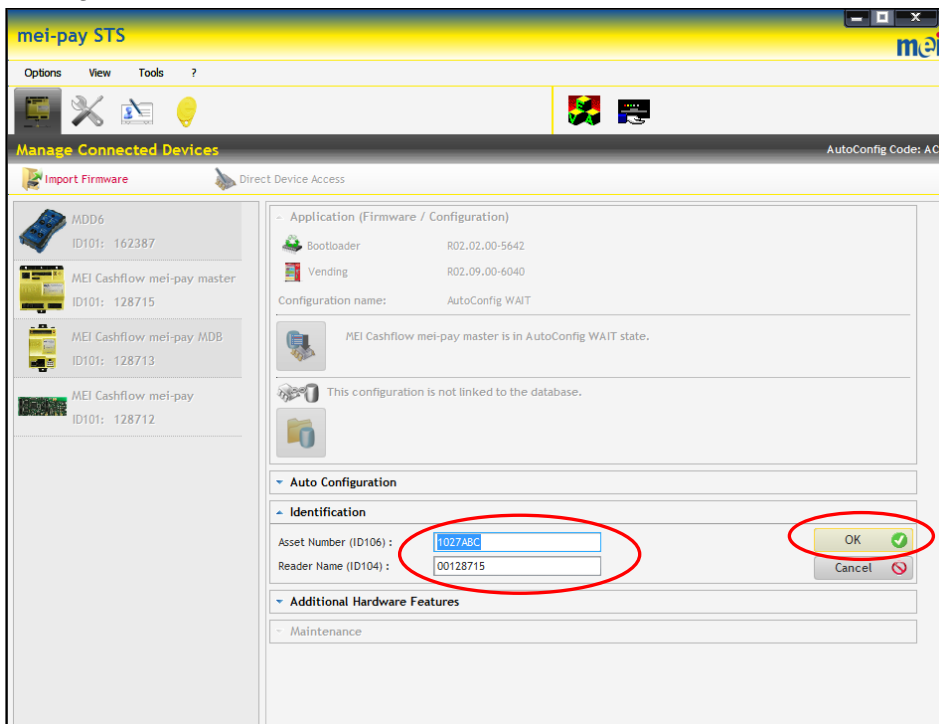 mei-pay STS
mei
Options View Tools ?
Manage Connected Devices
AutoConfig Code: AC
Import Firmware
Direct Device Access
MDD6
ID101: 162387
MEI Cashflow mei-pay master
ID101: 128715
MEI Cashflow mei-pay MDB
ID101: 128713
MEI Cashflow mei-pay
ID101: 128712
- Application (Firmware / Configuration)
Bootloader R02.02.00-5642
Vending R02.09.00-6040
Configuration name: AutoConfig WAIT
MEI Cashflow mei-pay master is in AutoConfig WAIT state.
This configuration is not linked to the database.
Auto Configuration
Identification
Asset Number (ID106) : 1027ABC
Reader Name (ID104) : 00128715
OK
Cancel
Additional Hardware Features
- Maintenance